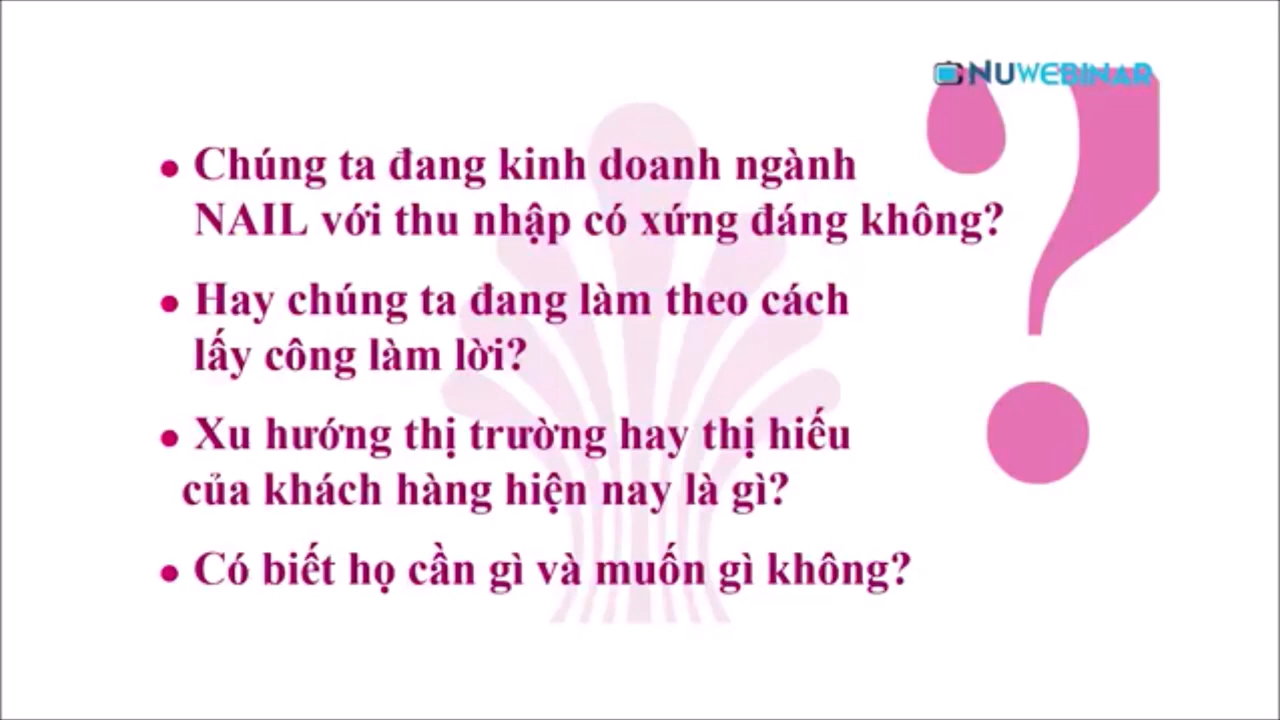 NUWEBINAR
• Chúng ta đang kinh doanh ngành
NAIL với thu nhập có xứng đáng không?
• Hay chúng ta đang làm theo cách
lấy công làm lời?
• Xu hướng thị trường hay thị hiếu
của khách hàng hiện nay là gì?
• Có biết họ cần gì và muốn gì không?
?